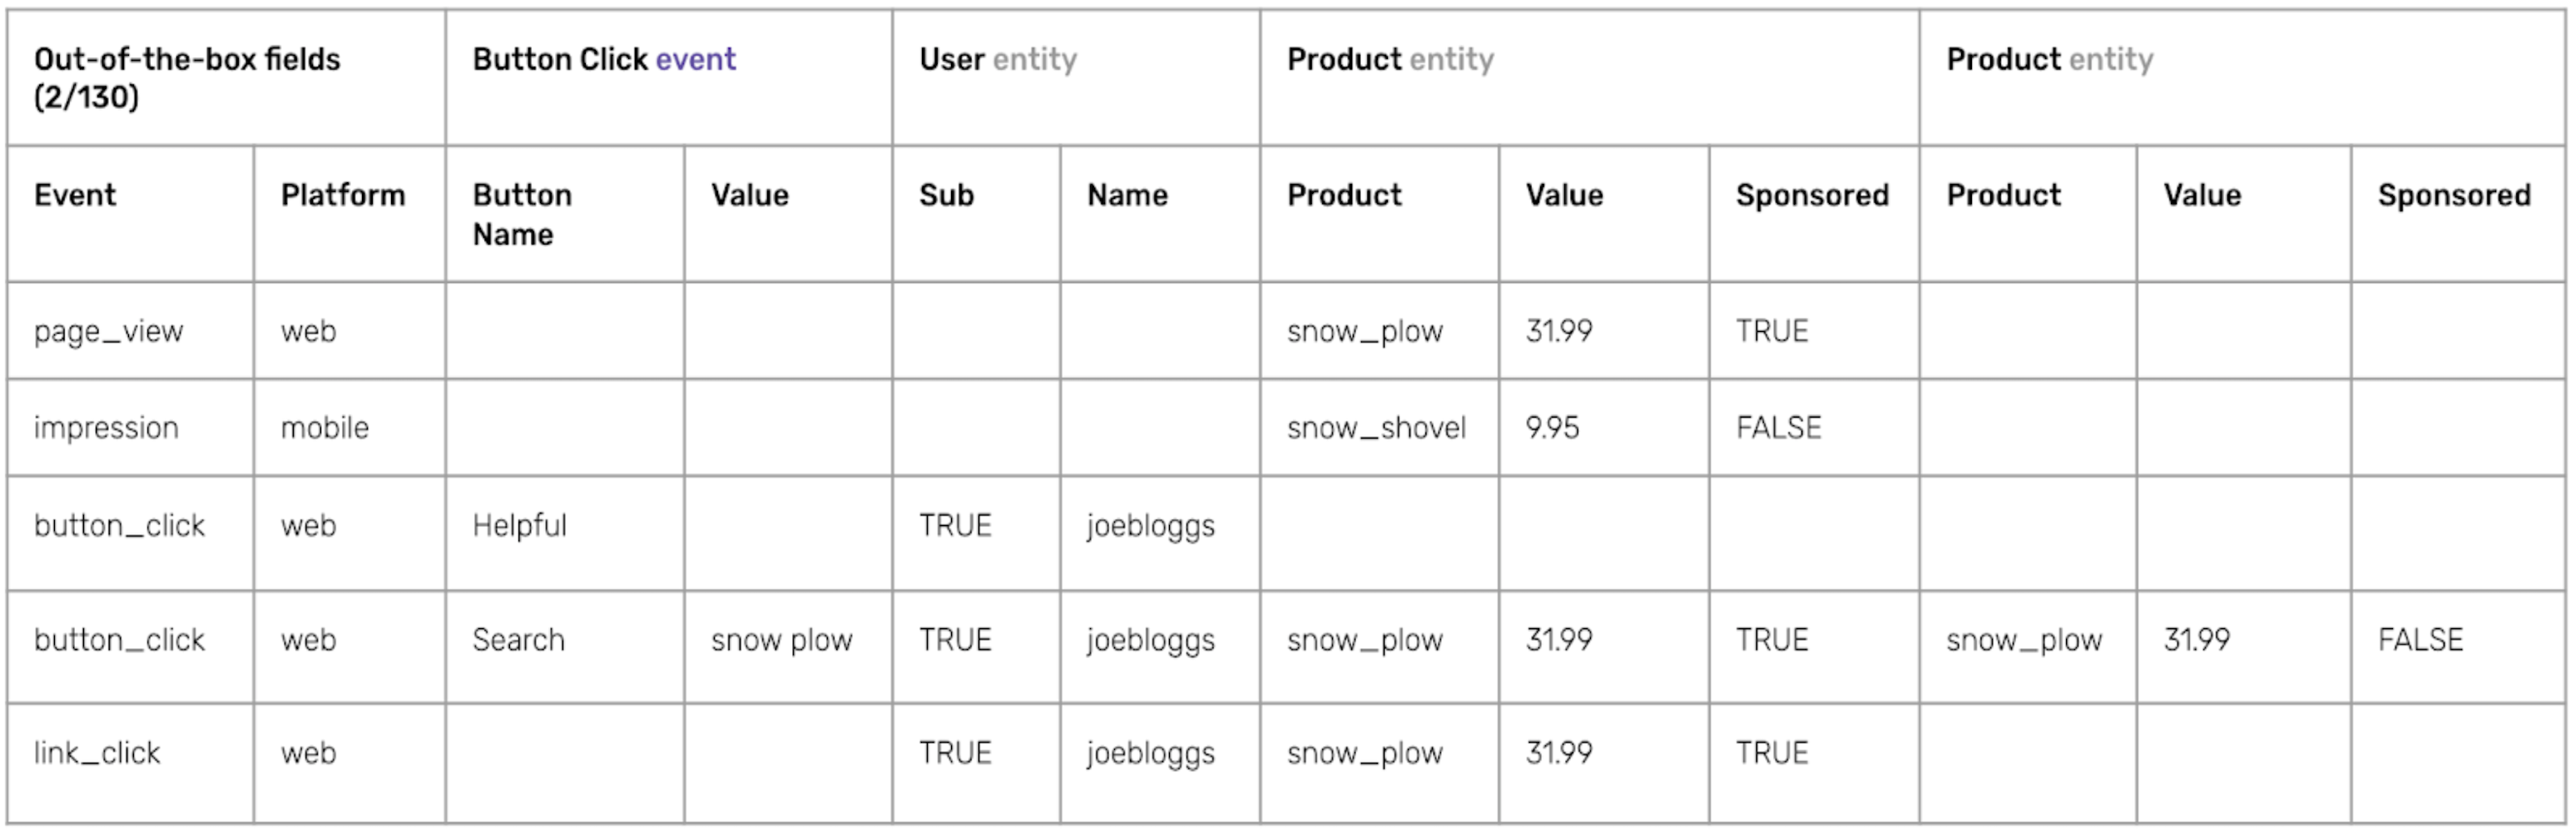 Out-of-the-box fields (2/130) Button Click event User entity Product entity Product entity
Event Platform Button Name Value Sub Name Product Value Sponsored Product Value Sponsored
page_view web snow_plow 31.99 TRUE
impression mobile snow_shovel 9.95 FALSE
button_click web Helpful TRUE joebloggs
button_click web Search snow plow TRUE joebloggs snow_plow 31.99 TRUE snow_plow 31.99 FALSE
link_click web TRUE joebloggs snow_plow 31.99 TRUE